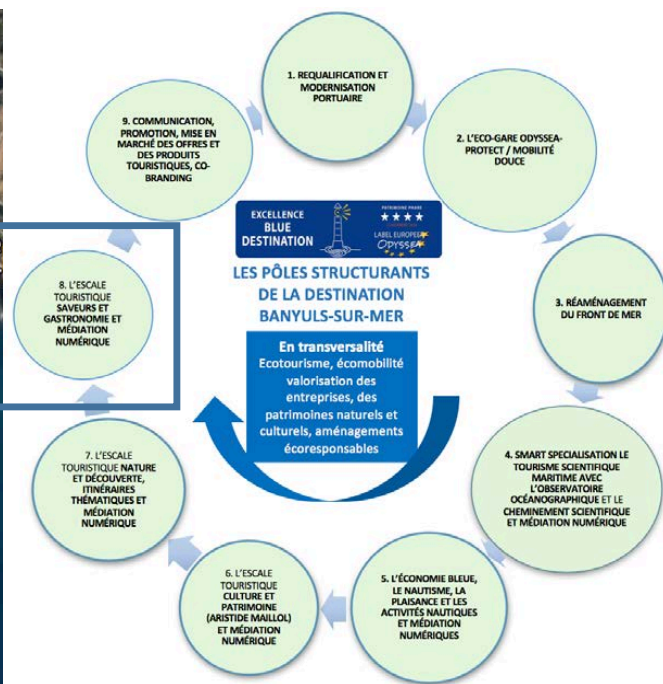 1. REQUALIFICATION ET
MODERNISATION
PORTUAIRE
2. L'ECO-GARE ODYSSEA-
PROTECT / MOBILITÉ
DOUCE
3. RÉAMÉNAGEMENT
DU FRONT DE MER
4. SMART SPECIALISATION LE
TOURISME SCIENTIFIQUE
MARITIME AVEC
L'OBSERVATOIRE
OCÉANOGRAPHIQUE ET LE
CHEMINEMENT SCIENTIFIQUE
ET MÉDIATION NUMÉRIQUE
5. L'ÉCONOMIE BLEUE,
LE NAUTISME, LA
PLAISANCE ET LES
ACTIVITÉS NAUTIQUES
ET MÉDIATION
NUMÉRIQUES
6. L'ESCALE
TOURISTIQUE
CULTURE ET
PATRIMOINE
(ARISTIDE MAILLOL)
ET MÉDIATION
NUMÉRIQUE
7. L'ESCALE
TOURISTIQUE NATURE
ET DÉCOUVERTE,
ITINÉRAIRES
THÉMATIQUES ET
MÉDIATION
NUMÉRIQUE
8. L'ESCALE
TOURISTIQUE
SAVEURS ET
GASTRONOMIE ET
MÉDIATION
NUMÉRIQUE
9. COMMUNICATION,
PROMOTION, MISE EN
MARCHÉ DES OFFRES ET
DES PRODUITS
TOURISTIQUES, CO-
BRANDING
EXCELLENCE
BLUE
DESTINATION
PATRIMOINE PHARE
LABEL EUROPÉEN
ODYSSEA
LES PÔLES STRUCTURANTS
DE LA DESTINATION
BANYULS-SUR-MER
En transversalité
Ecotourisme, écomobilité
valorisation des
entreprises, des
patrimoines naturels et
culturels, aménagements
écoresponsables